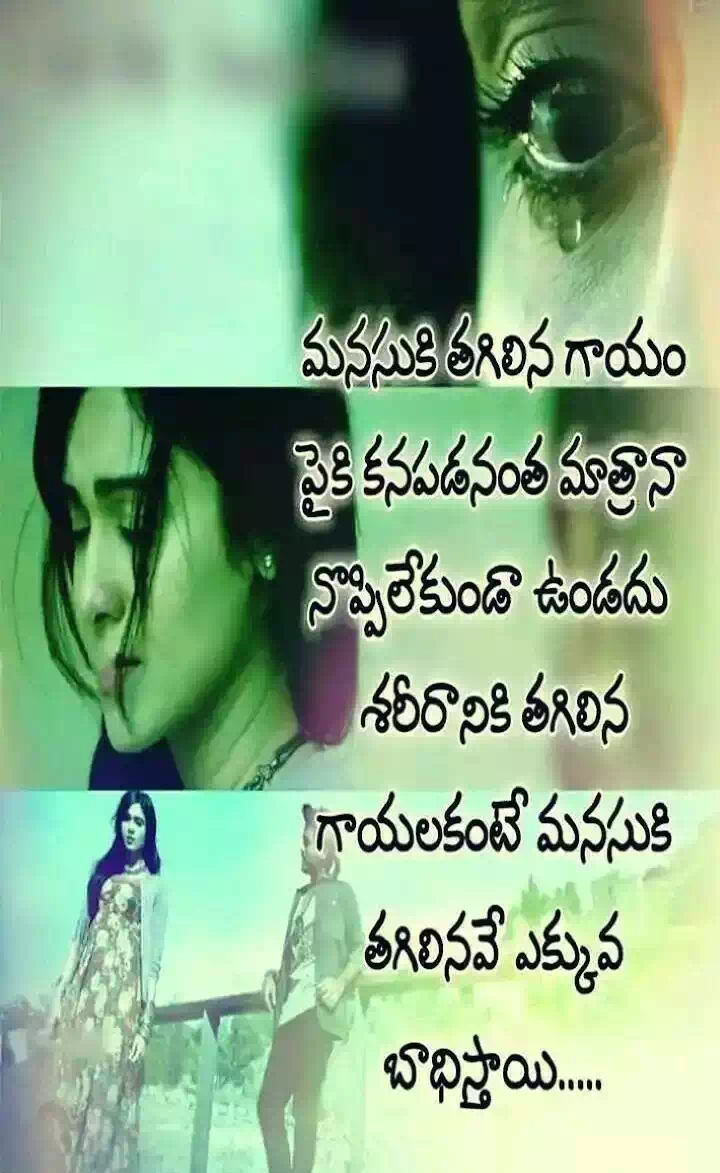 మనసుకి తగిలిన గాయం
పైకి కనపడనంత మాత్రానా
నొప్పిలేకుండా ఉండదు
శరీరానికి తగిలిన
గాయలకంటే మనసుకి
తగిలినవే ఎక్కువ
బాధిస్తాయి.....